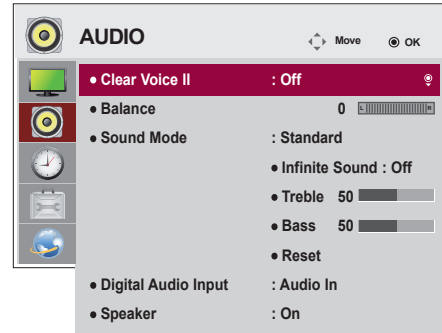 AUDIO Move OK
• Clear Voice II : Off
• Balance 0 L R
• Sound Mode : Standard
• Infinite Sound : Off
• Treble 50
• Bass 50
• Reset
• Digital Audio Input : Audio In
• Speaker : On